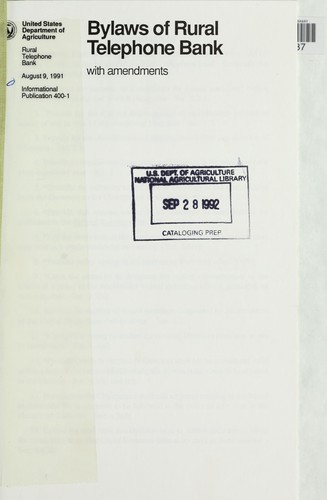 United States
Department of
Agriculture
Rural
Telephone
Bank
August 9, 1991
Informational
Publication 400-1
Bylaws of Rural
Telephone Bank
with amendments
U.S. DEPT. OF AGRICULTURE
NATIONAL AGRICULTURAL LIBRARY
SEP 28 1992
CATALOGING PREP
37